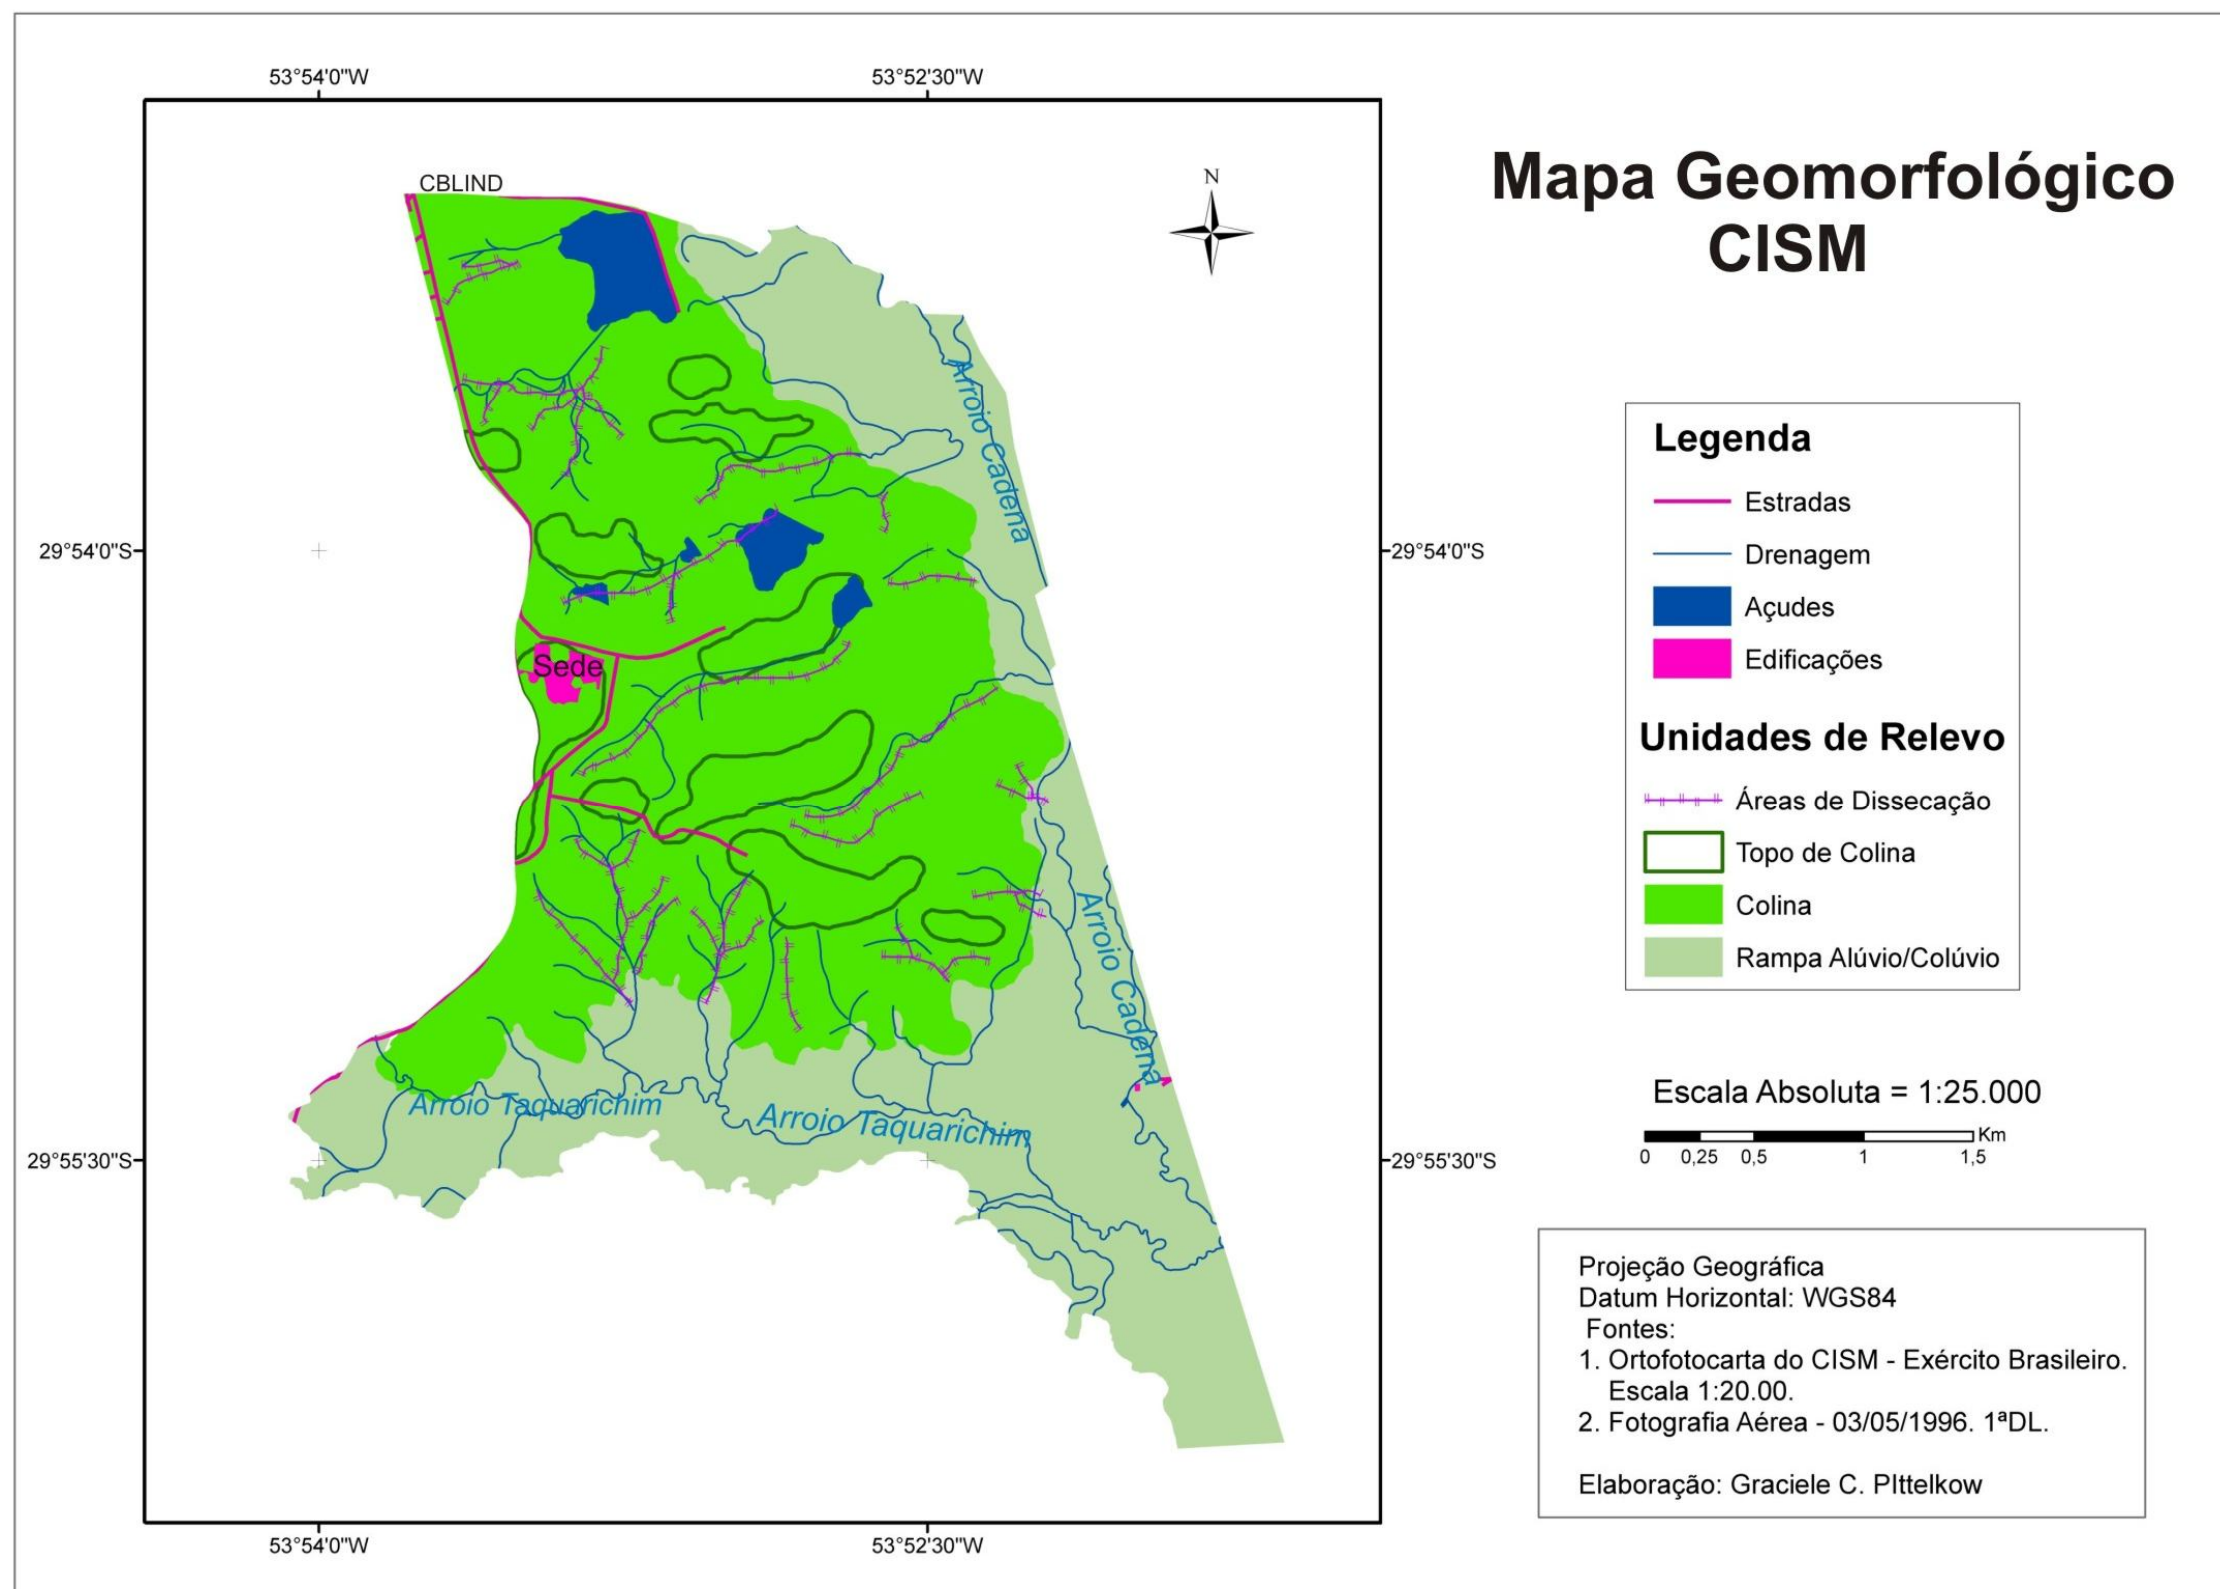 Mapa Geomorfológico
CISM
53°54'0"W
53°52'30"W
CBLIND
N
Arroio Cadena
29°54'0"S
29°54'0"S
Sede
Arroio Cadena
Arroio Taquarichim
Arroio Taquarichim
29°55'30"S
29°55'30"S
53°54'0"W
53°52'30"W
Legenda
Estradas
Drenagem
Açudes
Edificações
Unidades de Relevo
Áreas de Dissecação
Topo de Colina
Colina
Rampa Alúvio/Colúvio
Escala Absoluta = 1:25.000
Km
0 0,25 0,5 1 1,5
Projeção Geográfica
Datum Horizontal: WGS84
Fontes:
1. Ortofotocarta do CISM - Exército Brasileiro.
Escala 1:20.00.
2. Fotografia Aérea - 03/05/1996. 1ªDL.
Elaboração: Graciele C. PIttelkow